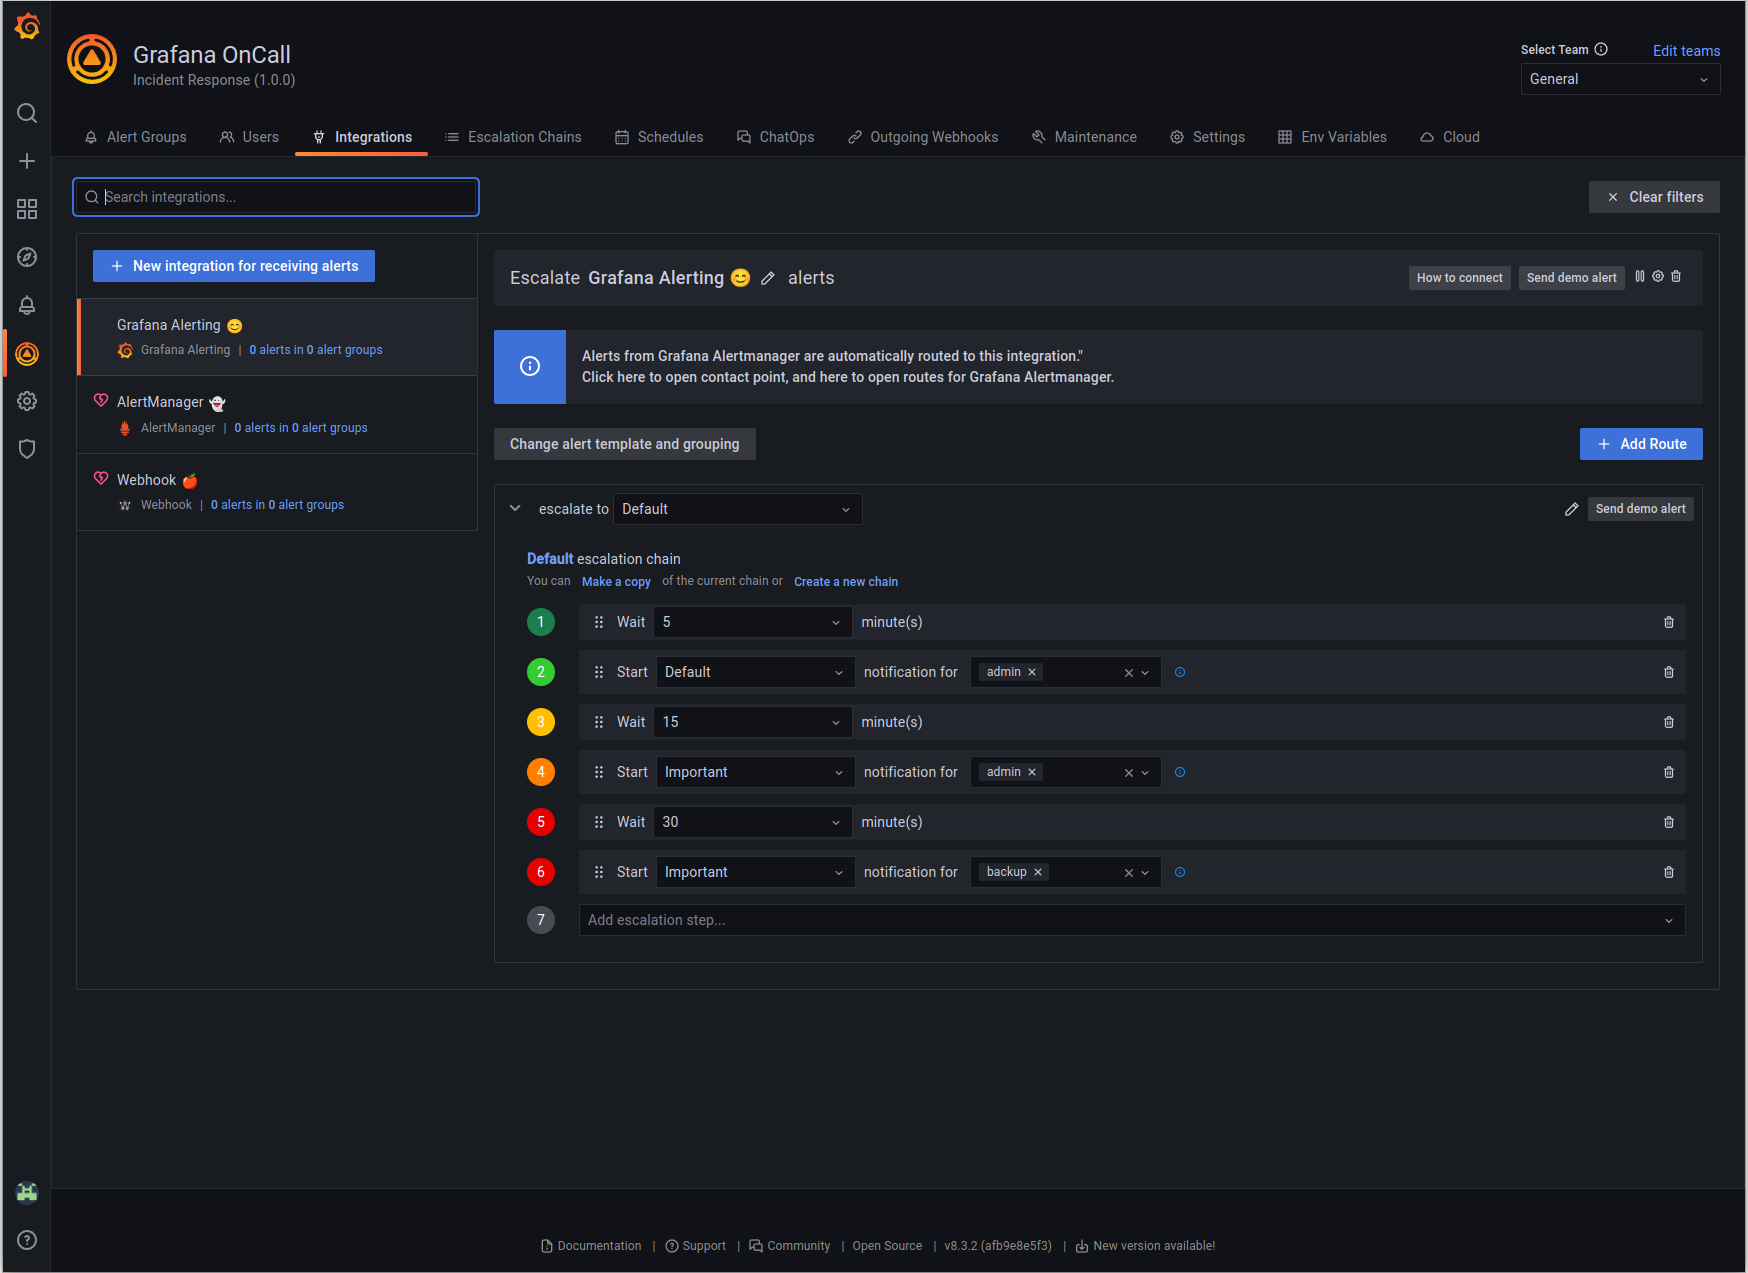 Grafana OnCall
Incident Response (1.0.0)
Select Team
Edit teams
General
Alert Groups
Users
Integrations
Escalation Chains
Schedules
ChatOps
Outgoing Webhooks
Maintenance
Settings
Env Variables
Cloud
Search integrations...
Clear filters
New integration for receiving alerts
Grafana Alerting 😊
Grafana Alerting | 0 alerts in 0 alert groups
AlertManager 👻
AlertManager | 0 alerts in 0 alert groups
Webhook 🍎
Webhook | 0 alerts in 0 alert groups
Escalate Grafana Alerting 😊 alerts
How to connect
Send demo alert
Alerts from Grafana Alertmanager are automatically routed to this integration."
Click here to open contact point, and here to open routes for Grafana Alertmanager.
Change alert template and grouping
Add Route
escalate to Default
Send demo alert
Default escalation chain
You can Make a copy of the current chain or Create a new chain
1 Wait 5 minute(s)
2 Start Default notification for admin
3 Wait 15 minute(s)
4 Start Important notification for admin
5 Wait 30 minute(s)
6 Start Important notification for backup
7 Add escalation step...
Documentation | Support | Community | Open Source | v8.3.2 (afb9e8e5f3) | New version available!